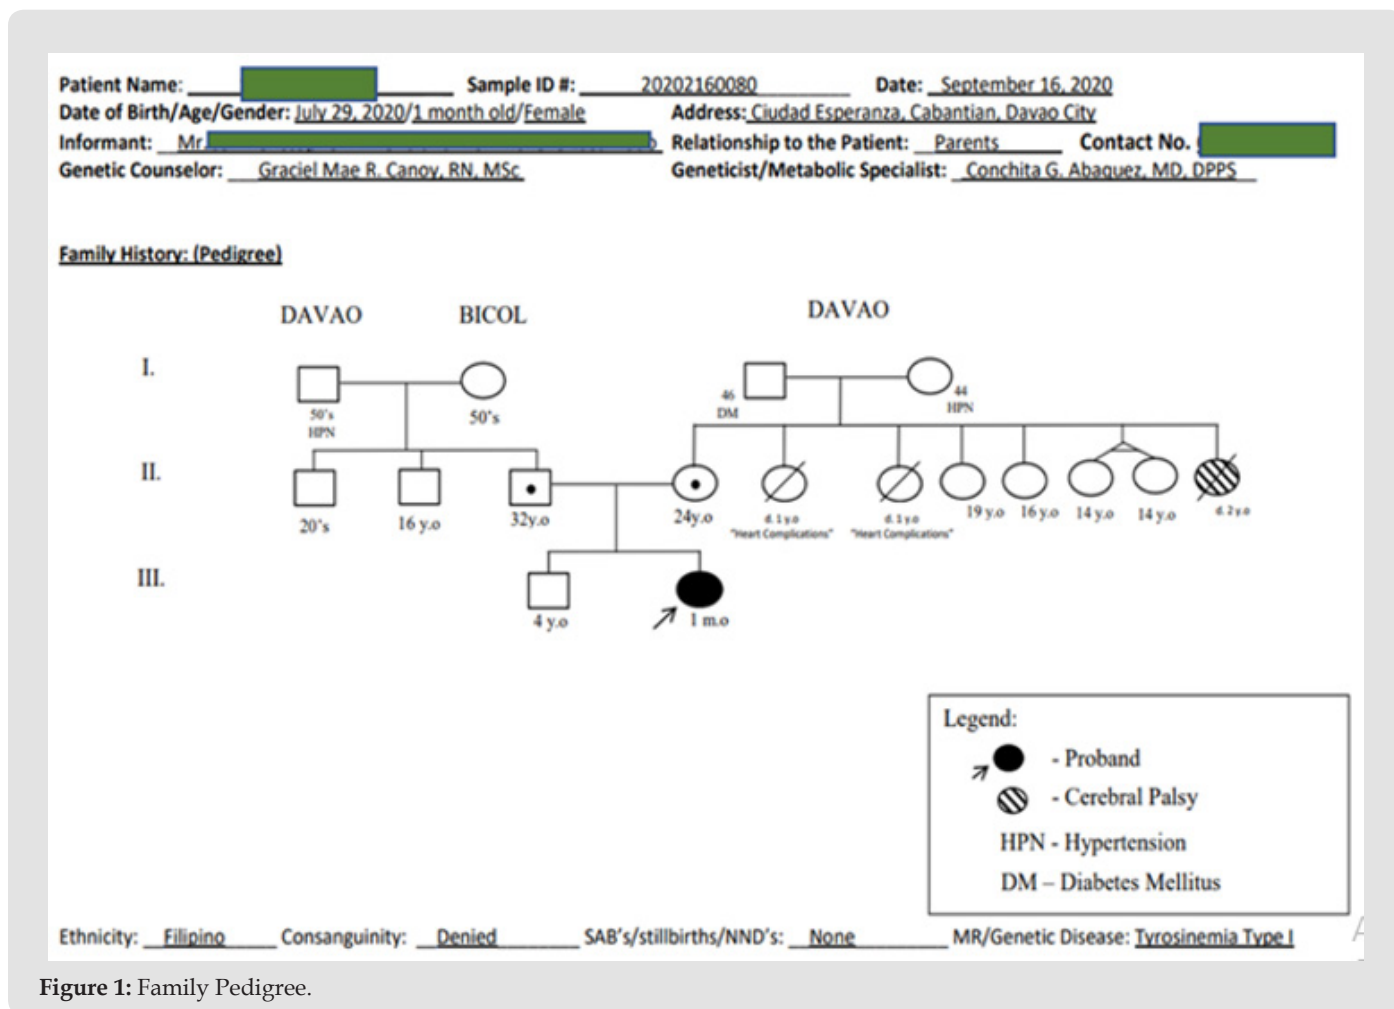 Patient Name: Sample ID #: 20202160080 Date: September 16, 2020
Date of Birth/Age/Gender: July 29, 2020/1 month old/Female Address: Ciudad Esperanza, Cabantian, Davao City
Informant: Mr. Relationship to the Patient: Parents Contact No.
Genetic Counselor: Graciel Mae R. Canoy, RN, MSc Geneticist/Metabolic Specialist: Conchita G. Abaquez, MD, DPPS
Family History: (Pedigree)
DAVAO BICOL DAVAO
I.
50's
HPN
50's
46
DM
44
HPN
II.
20's 16 y.o 32y.o 24y.o d. 1 y.o d. 1 y.o 19 y.o 16 y.o 14 y.o 14 y.o d. 2 y.o
"Heart Complications" "Heart Complications"
III.
4 y.o 1 m.o
Legend:
- Proband
- Cerebral Palsy
HPN - Hypertension
DM – Diabetes Mellitus
Ethnicity: Filipino Consanguinity: Denied SAB's/stillbirths/NND's: None MR/Genetic Disease: Tyrosinemia Type I
Figure 1: Family Pedigree.